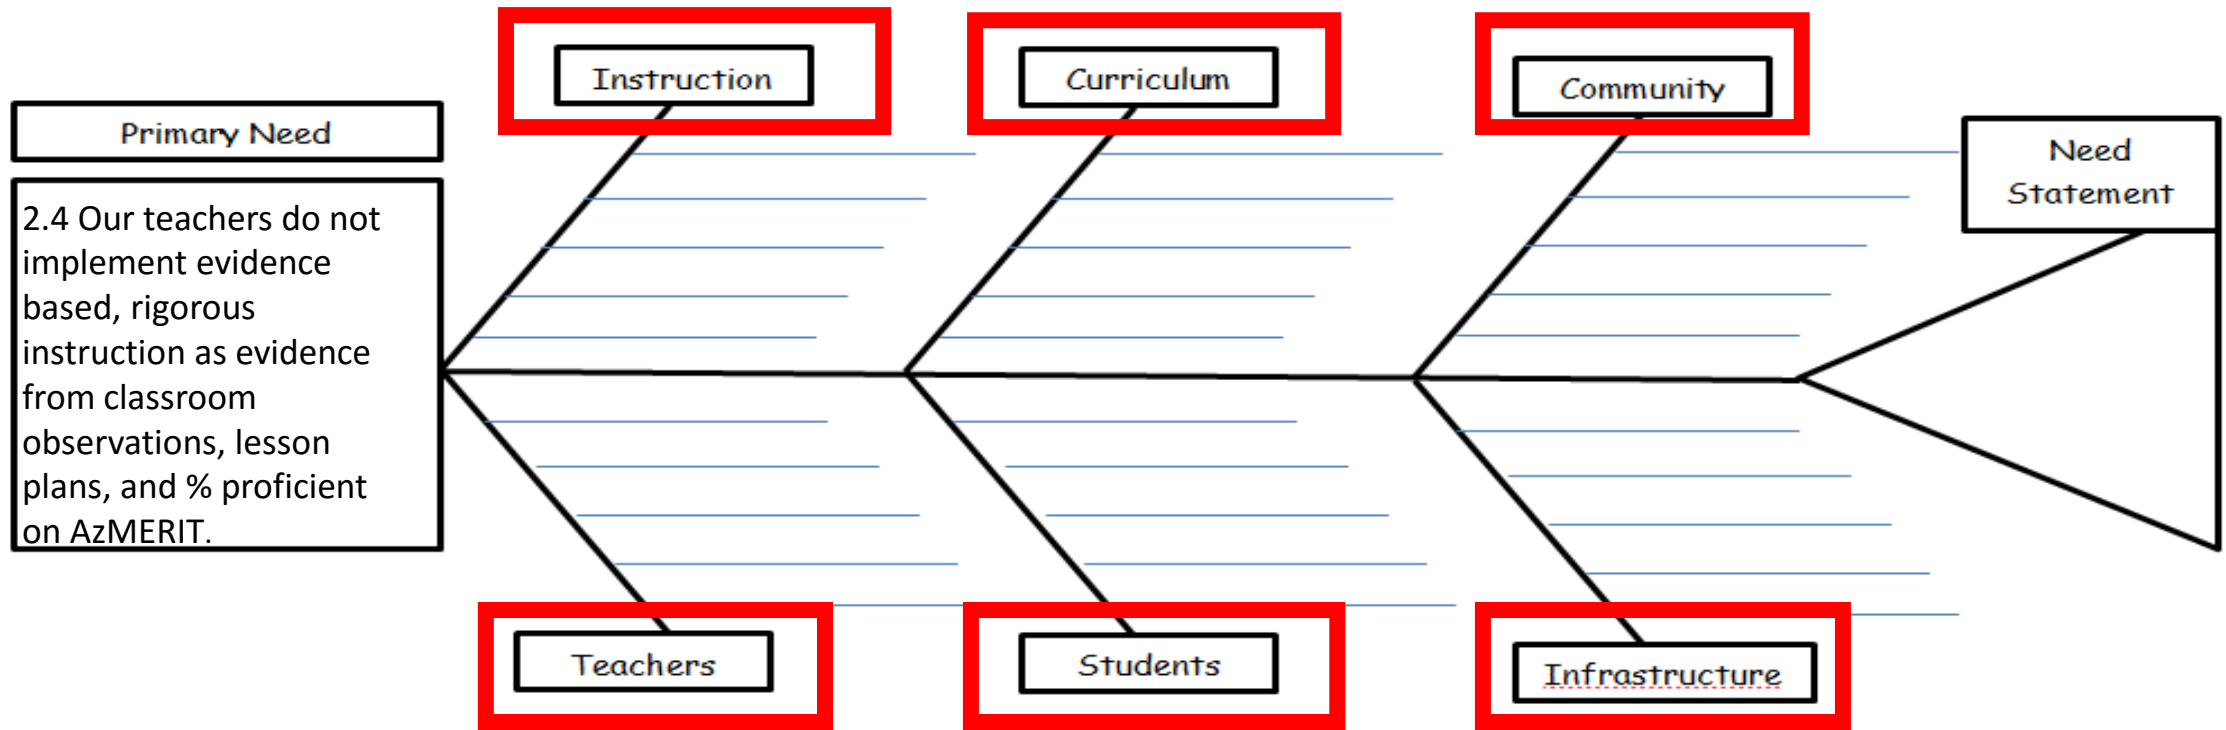 Instruction
Curriculum
Community
Primary Need
Need
Statement
2.4 Our teachers do not
implement evidence
based, rigorous
instruction as evidence
from classroom
observations, lesson
plans, and % proficient
on AzMERIT.
Teachers
Students
Infrastructure